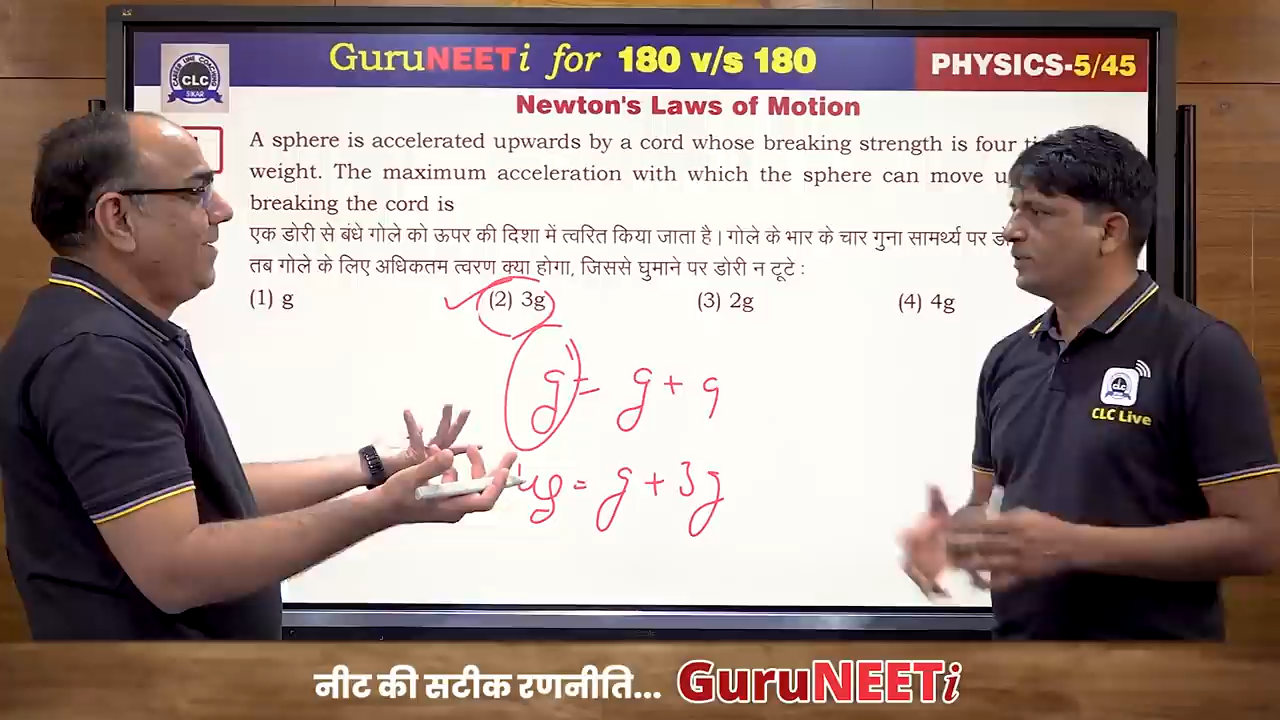 GuruNEETi for 180 v/s 180
PHYSICS-5/45
CLC
SIKAR
Newton's Laws of Motion
A sphere is accelerated upwards by a cord whose breaking strength is four
weight. The maximum acceleration with which the sphere can move
breaking the cord is
एक डोरी से बंधे गोले को ऊपर की दिशा में त्वरित किया जाता है। गोले के भार के चार गुना सामर्थ्य पर
तब गोले के लिए अधिकतम त्वरण क्या होगा, जिससे घुमाने पर डोरी न टूटे :
(1) g (2) 3g (3) 2g (4) 4g
g' = g + a
4g = g + 3g
clc
CLC Live
नीट की सटीक रणनीति... GuruNEETi